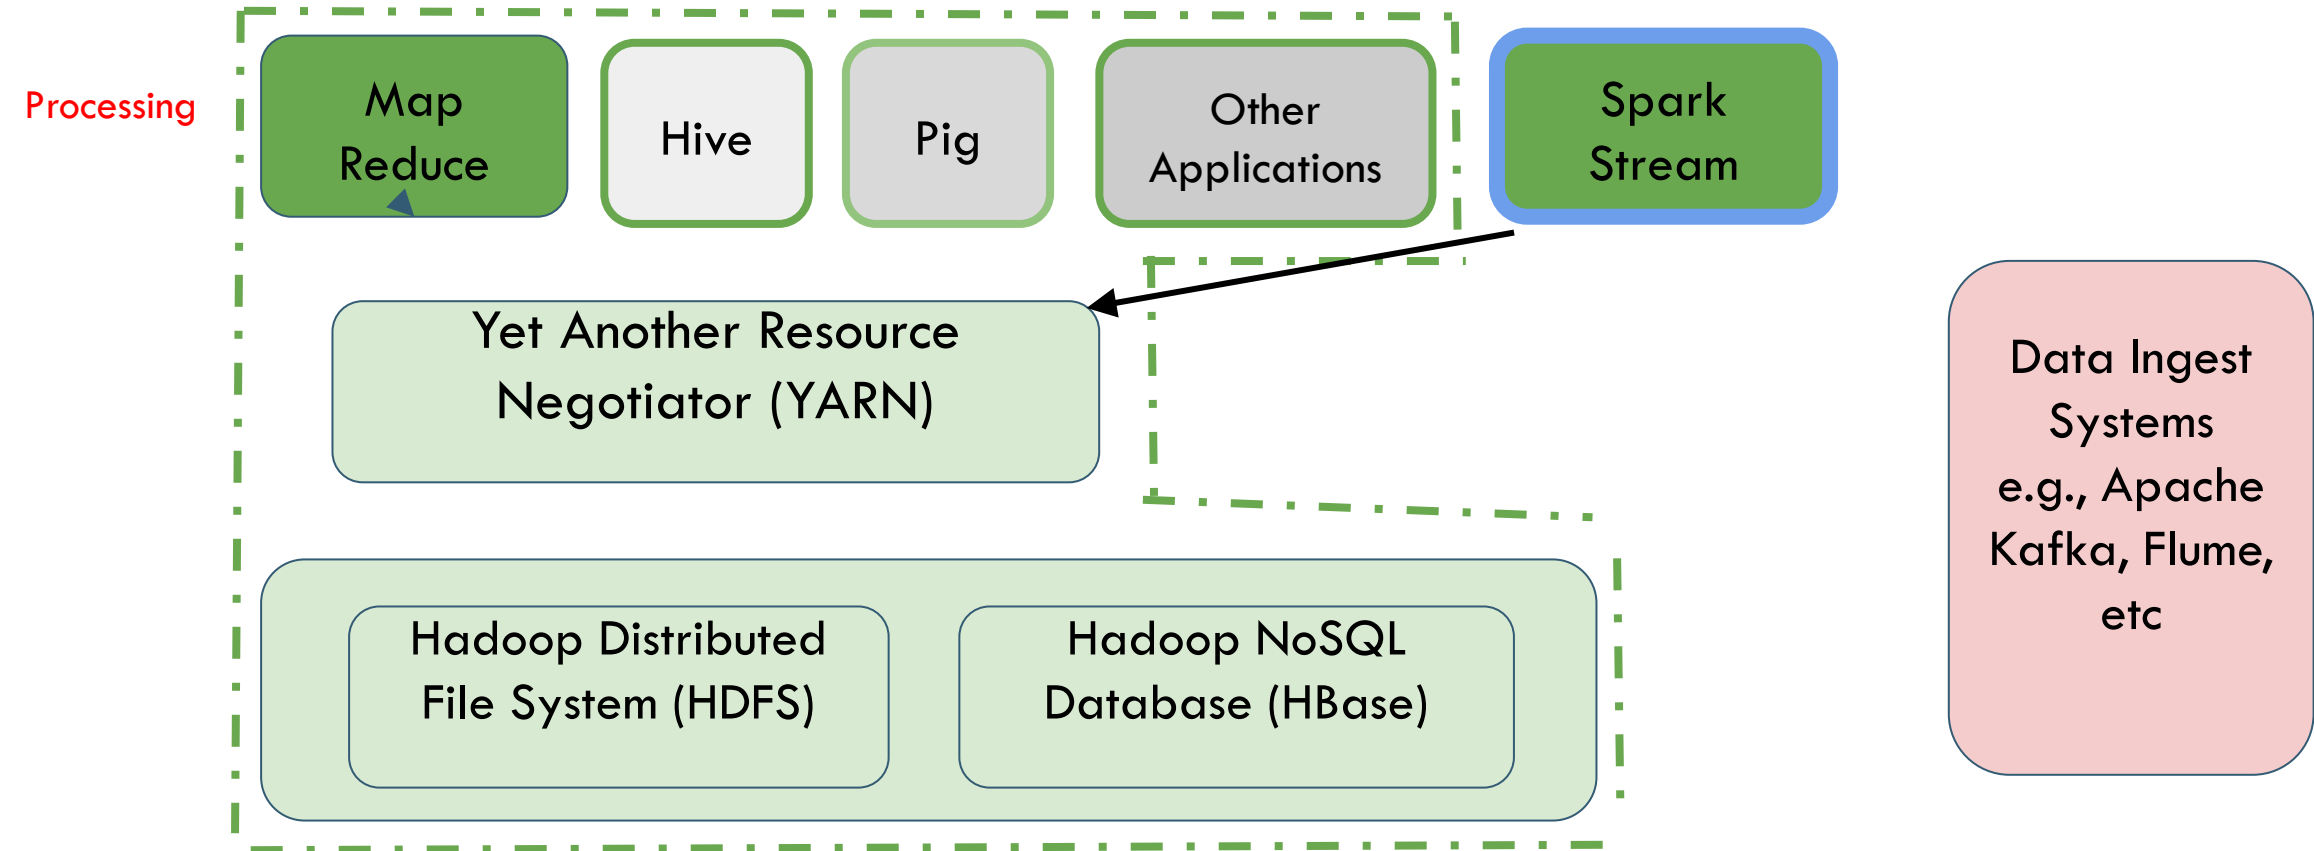 Processing
Map
Reduce
Hive
Pig
Other
Applications
Spark
Stream
Yet Another Resource
Negotiator (YARN)
Data Ingest
Systems
e.g., Apache
Kafka, Flume,
etc
Hadoop Distributed
File System (HDFS)
Hadoop NoSQL
Database (HBase)